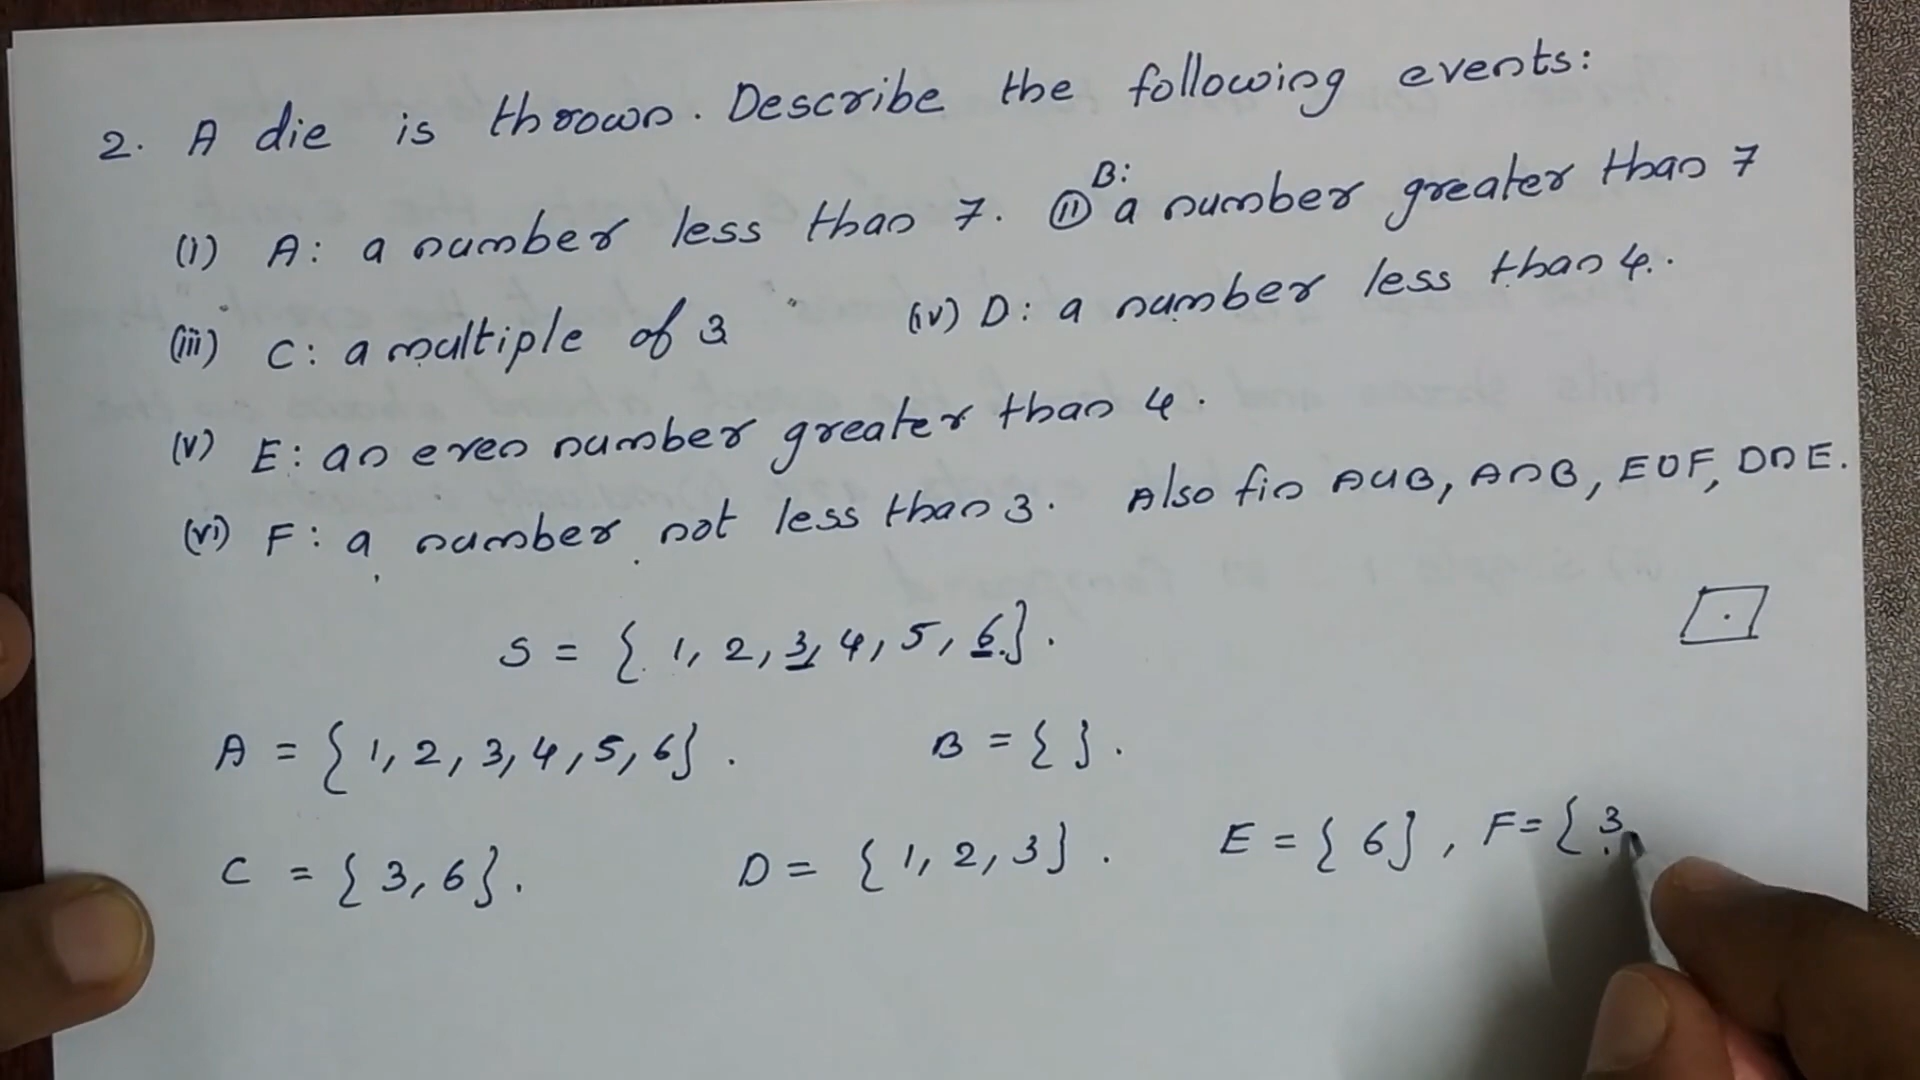 2. A die is thrown. Describe the following events:
(i) A: a number less than 7. (ii) B: a number greater than 7
(iii) C: a multiple of 3 (iv) D: a number less than 4.
(v) E: an even number greater than 4.
(vi) F: a number not less than 3. Also fin A∪B, A∩B, E∪F, D∩E.
S = { 1, 2, 3, 4, 5, 6 }.
A = { 1, 2, 3, 4, 5, 6 }. B = { }.
C = { 3, 6 }. D = { 1, 2, 3 }. E = { 6 }, F = { 3,